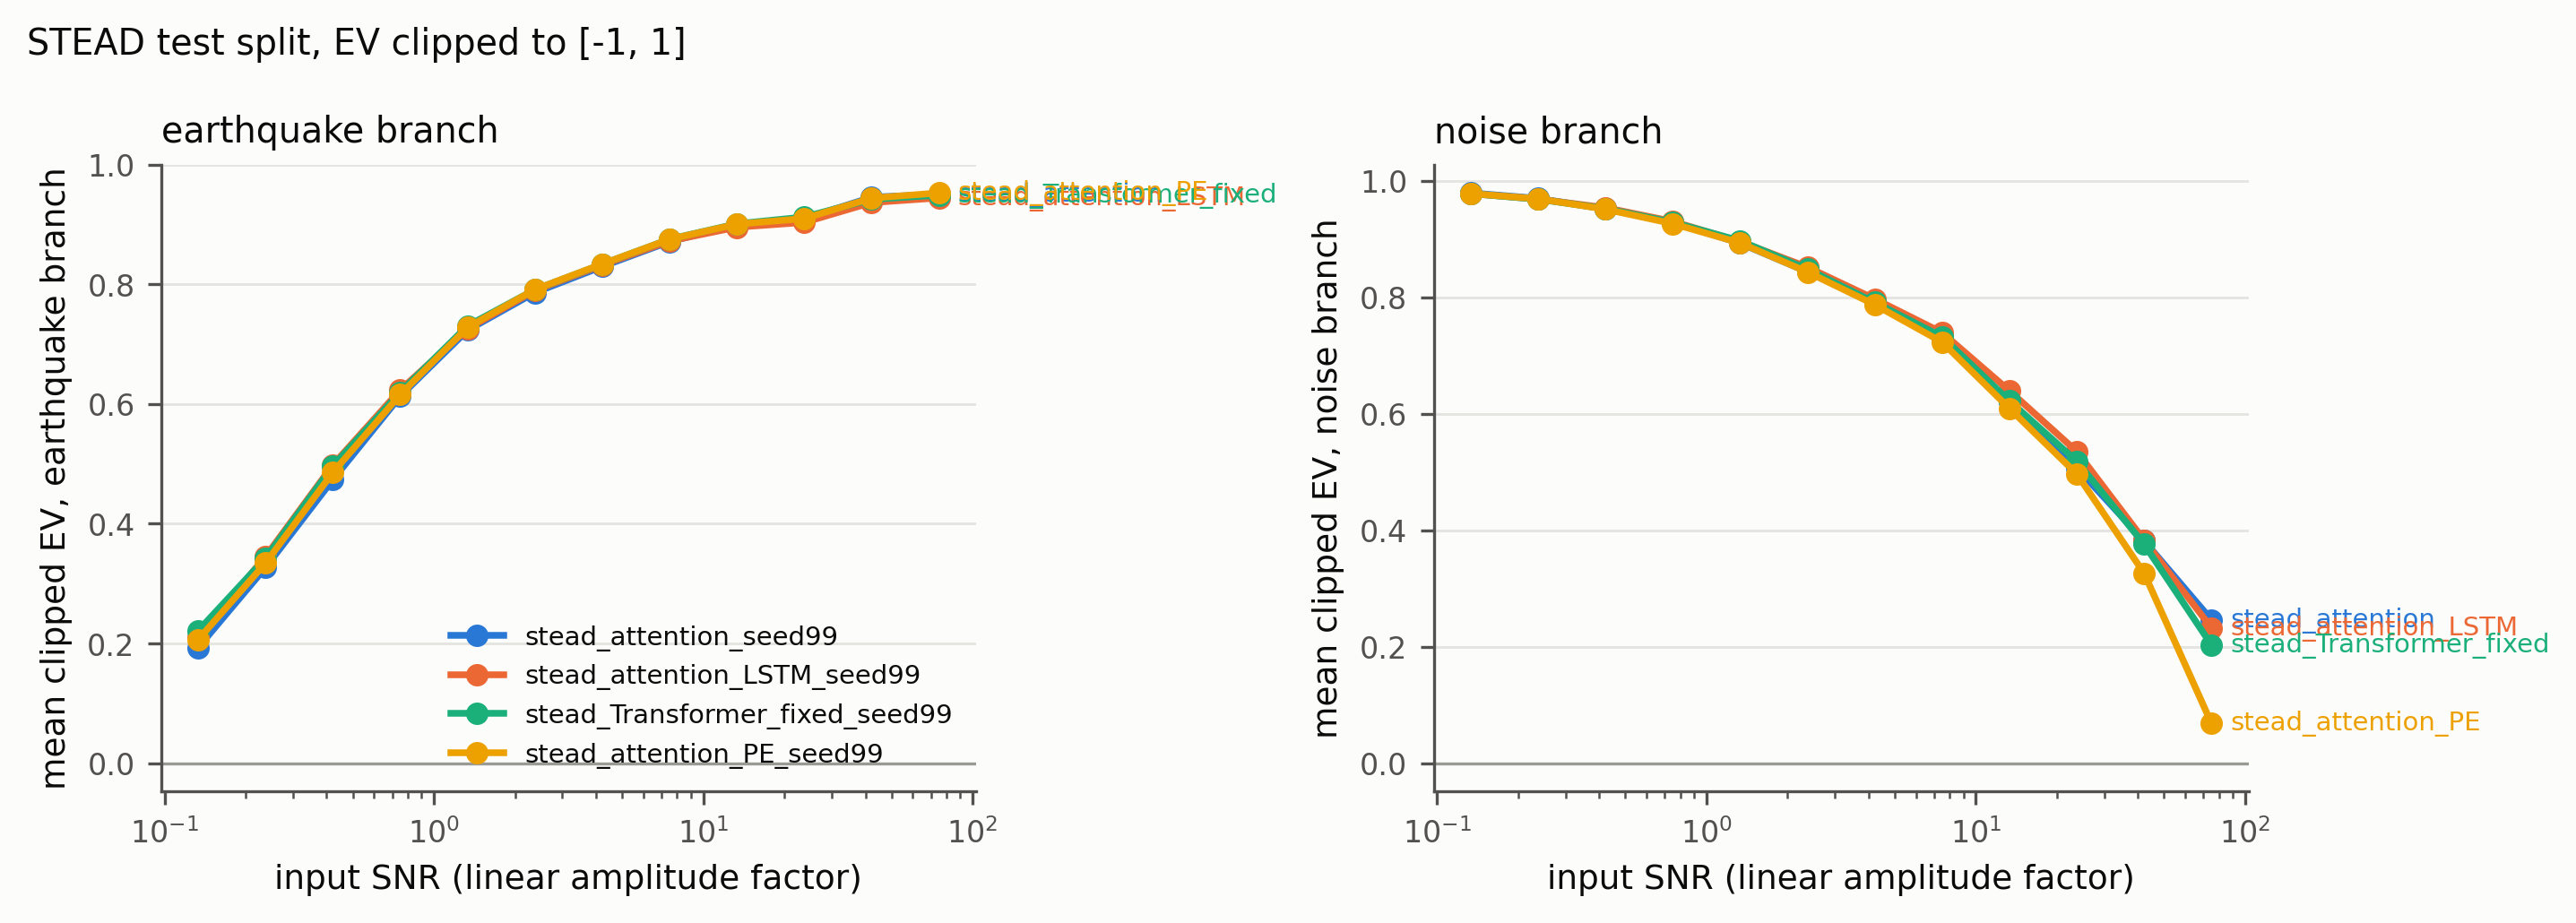 STEAD test split, EV clipped to [-1, 1]
earthquake branch
mean clipped EV, earthquake branch
1.0
0.8
0.6
0.4
0.2
0.0
stead_attention_PE
stead_Transformer_fixed
stead_attention_LSTM
stead_attention_seed99
stead_attention_LSTM_seed99
stead_Transformer_fixed_seed99
stead_attention_PE_seed99
10⁻¹ 10⁰ 10¹ 10²
input SNR (linear amplitude factor)
noise branch
mean clipped EV, noise branch
1.0
0.8
0.6
0.4
0.2
0.0
stead_attention
stead_attention_LSTM
stead_Transformer_fixed
stead_attention_PE
10⁻¹ 10⁰ 10¹ 10²
input SNR (linear amplitude factor)